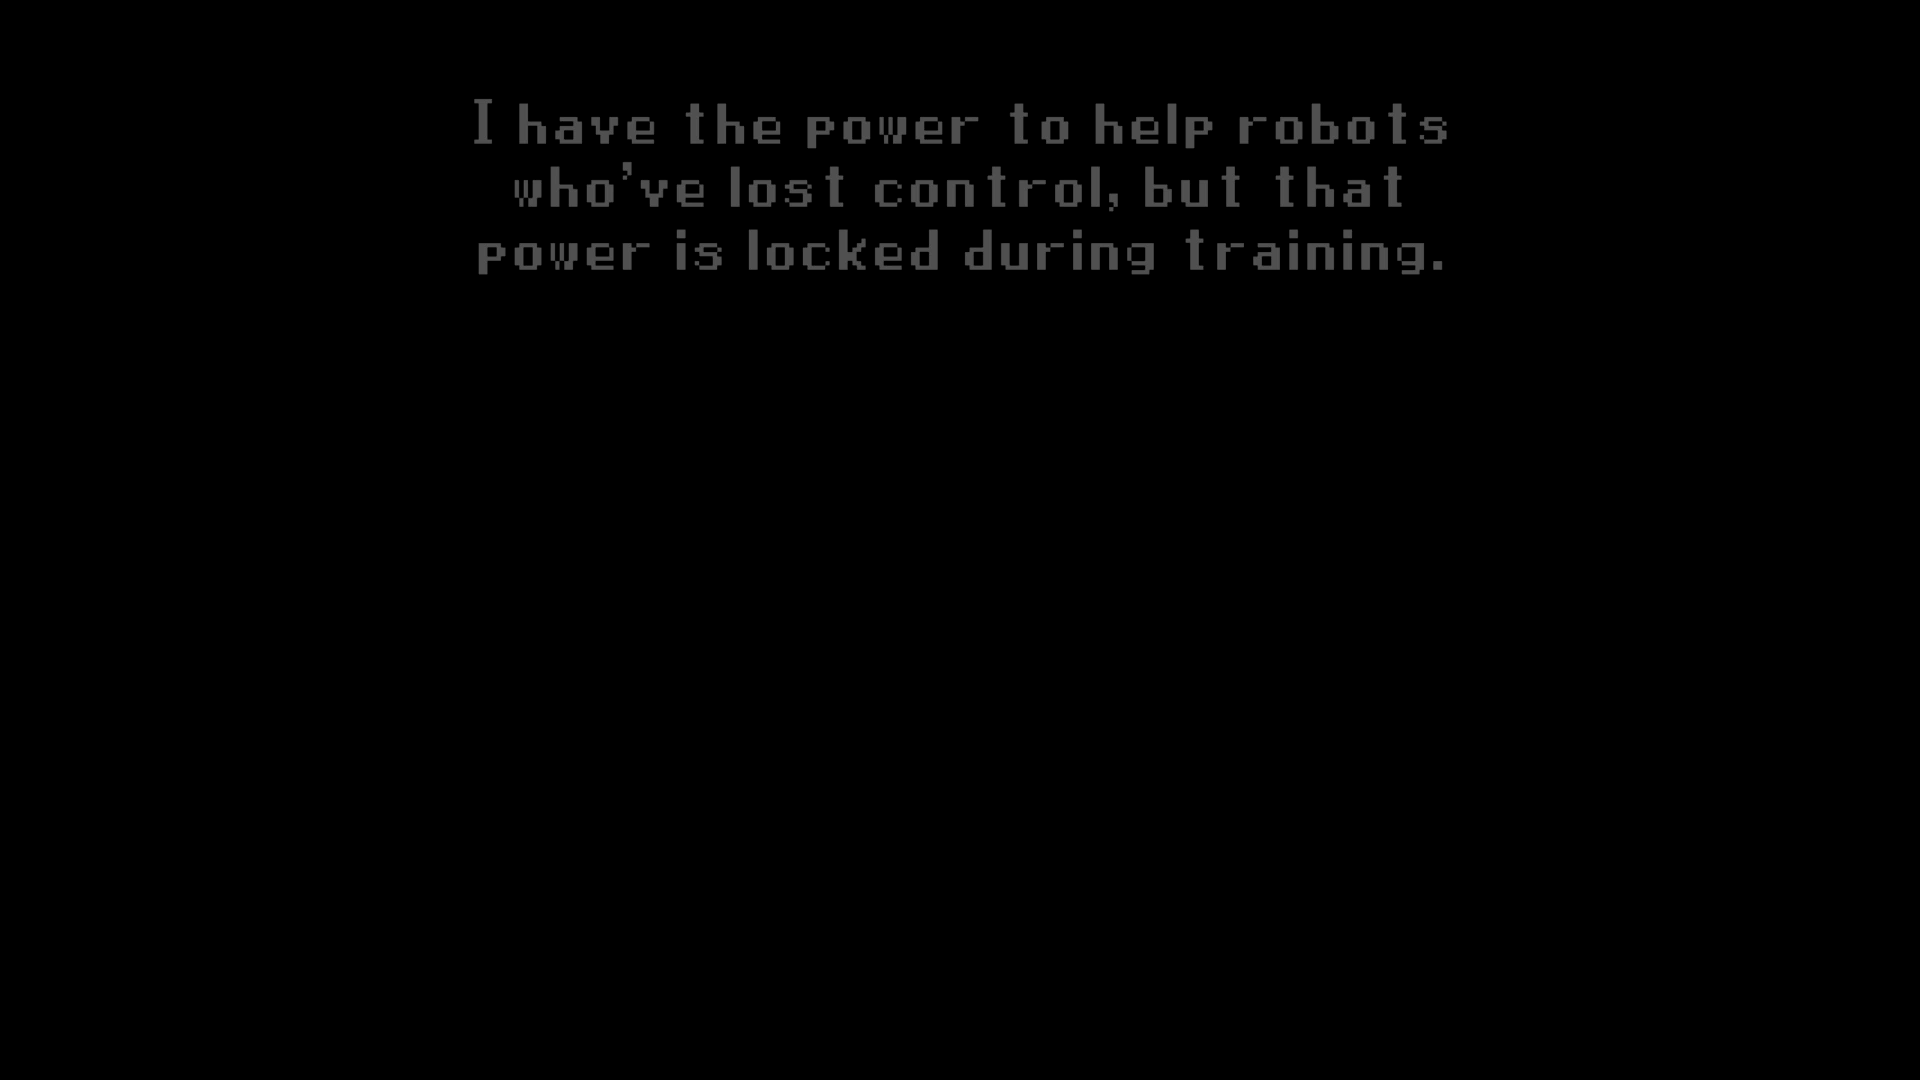 I have the power to help robots
who've lost control, but that
power is locked during training.